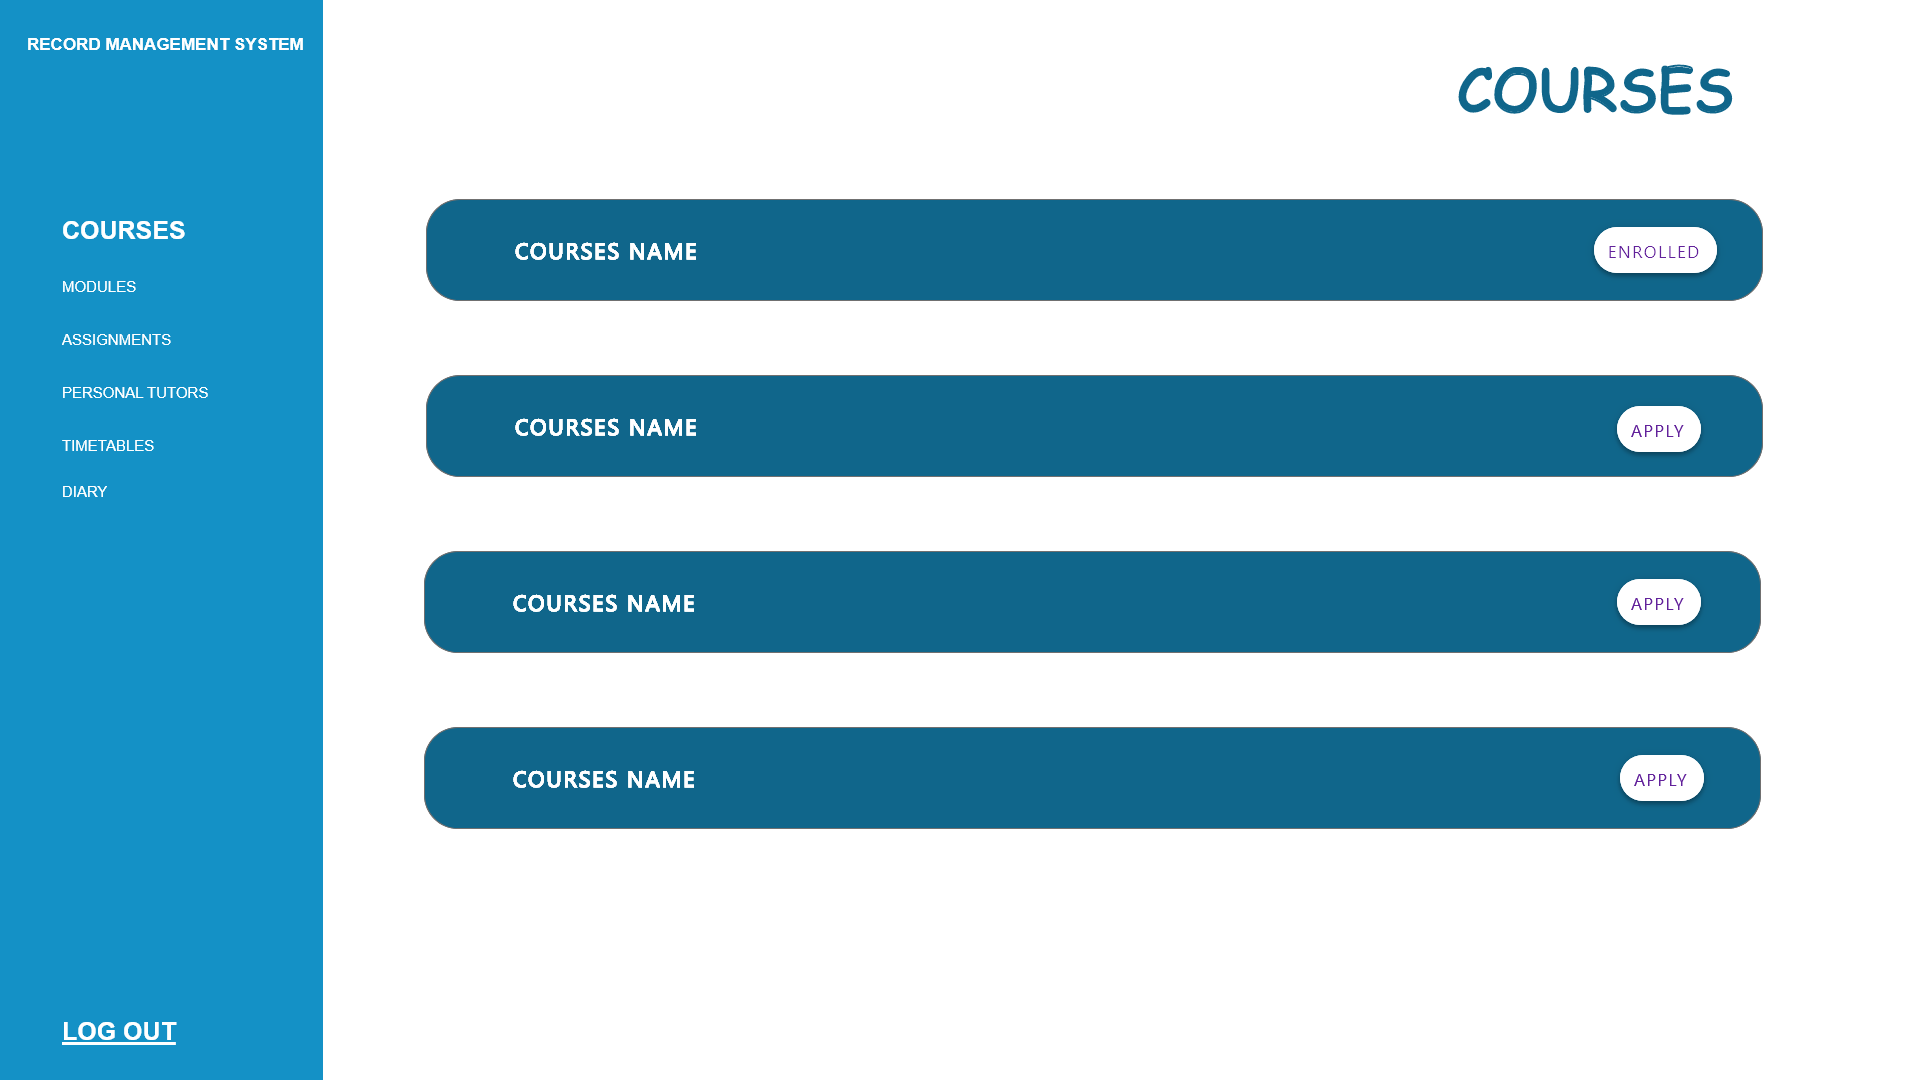 RECORD MANAGEMENT SYSTEM
COURSES
MODULES
ASSIGNMENTS
PERSONAL TUTORS
TIMETABLES
DIARY
LOG OUT
COURSES
COURSES NAME ENROLLED
COURSES NAME APPLY
COURSES NAME APPLY
COURSES NAME APPLY